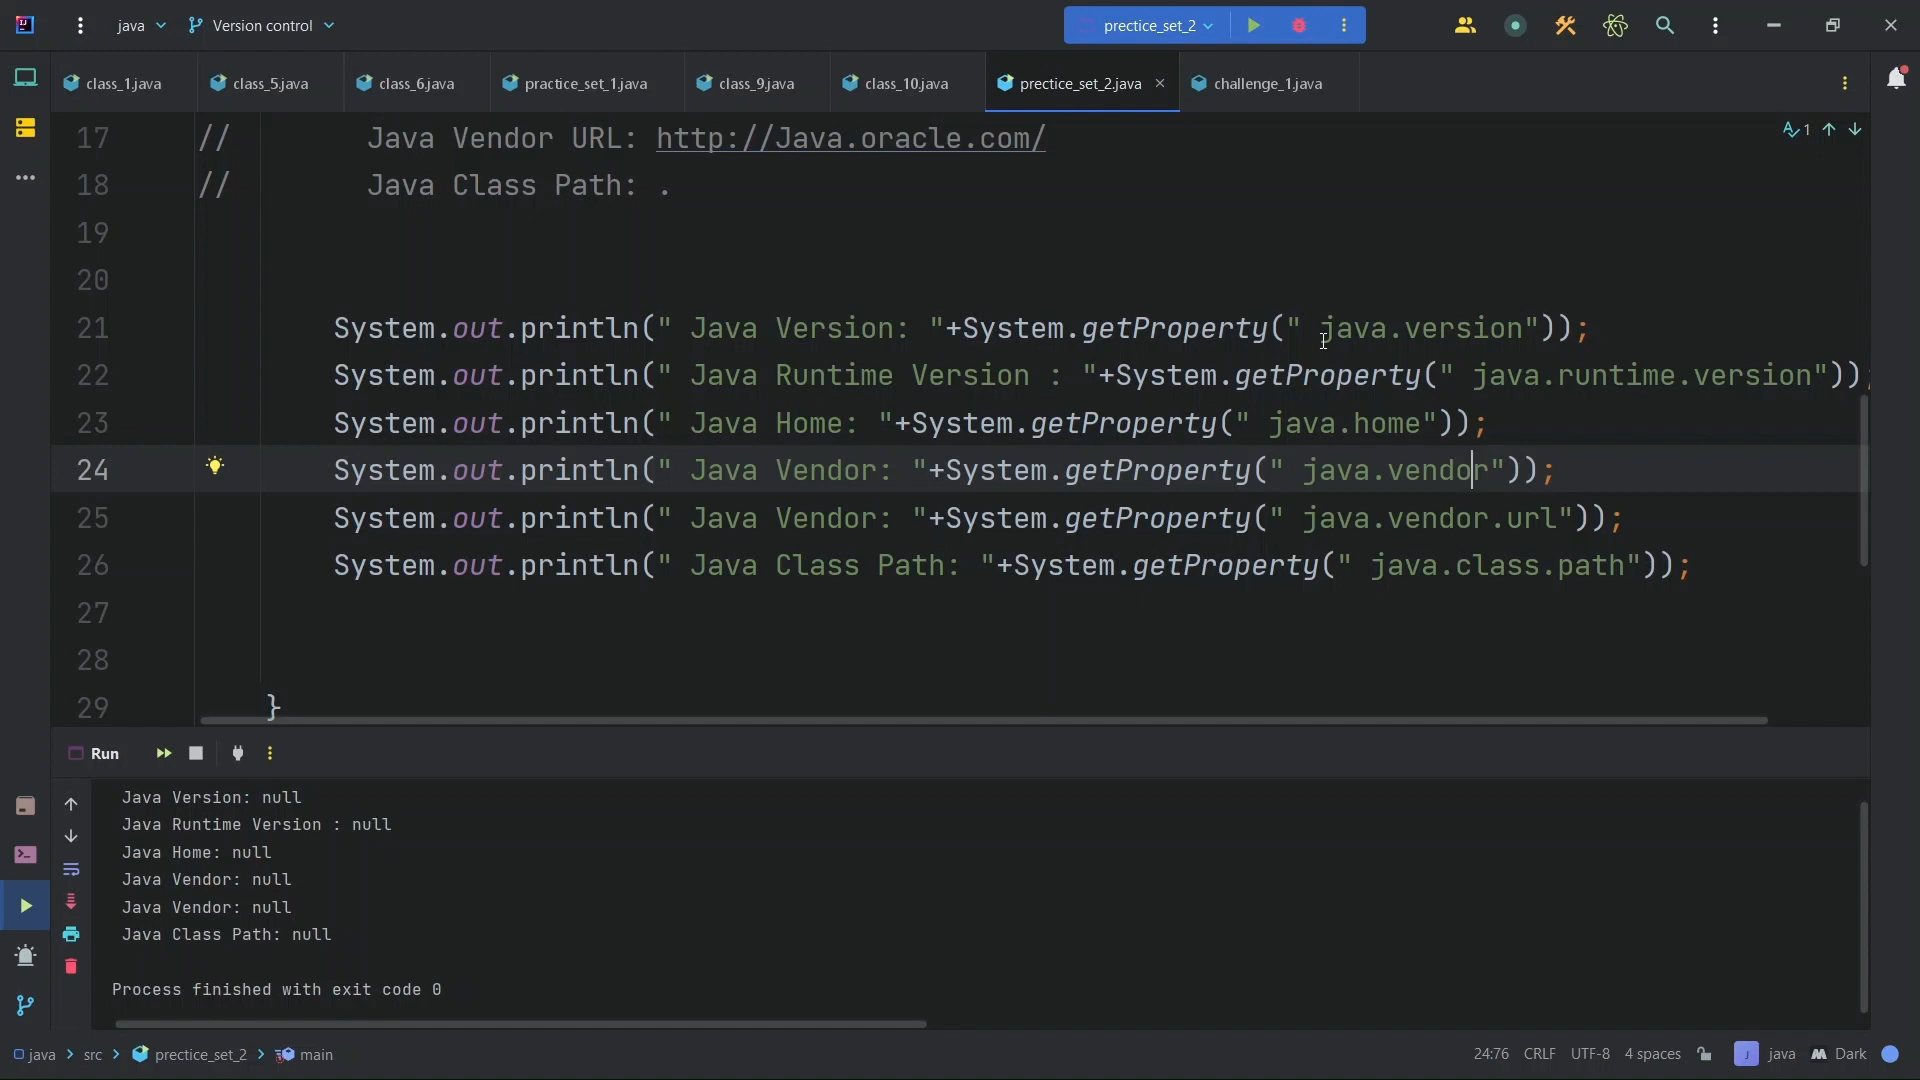 java Version control prectice_set_2
class_1.java class_5.java class_6.java practice_set_1.java class_9.java class_10.java prectice_set_2.java challenge_1.java
17 // Java Vendor URL: http://Java.oracle.com/
1
18 // Java Class Path: .
19
20
21 System.out.println(" Java Version: "+System.getProperty(" java.version"));
22 System.out.println(" Java Runtime Version : "+System.getProperty(" java.runtime.version"));
23 System.out.println(" Java Home: "+System.getProperty(" java.home"));
24 System.out.println(" Java Vendor: "+System.getProperty(" java.vendor"));
25 System.out.println(" Java Vendor: "+System.getProperty(" java.vendor.url"));
26 System.out.println(" Java Class Path: "+System.getProperty(" java.class.path"));
27
28
29 }
Run
Java Version: null
Java Runtime Version : null
Java Home: null
Java Vendor: null
Java Vendor: null
Java Class Path: null
Process finished with exit code 0
java src prectice_set_2 main 24:76 CRLF UTF-8 4 spaces J java Dark